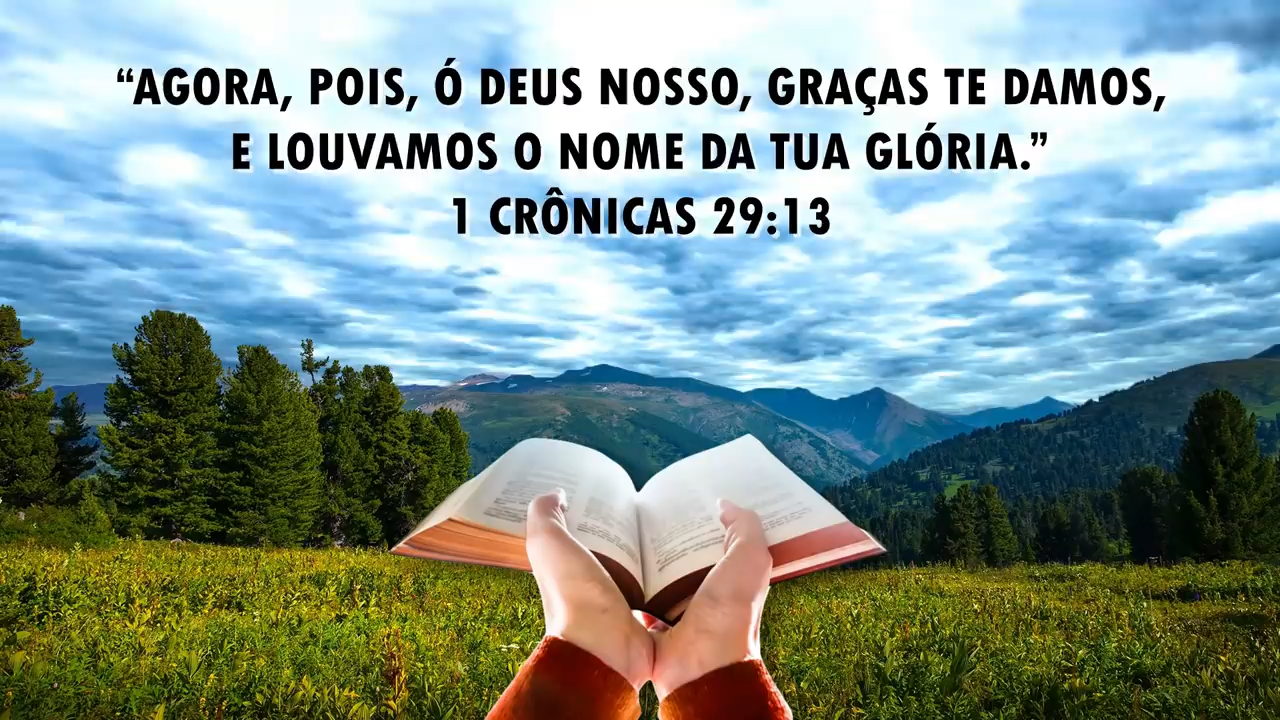 “AGORA, POIS, Ó DEUS NOSSO, GRAÇAS TE DAMOS,
E LOUVAMOS O NOME DA TUA GLÓRIA.”
1 CRÔNICAS 29:13